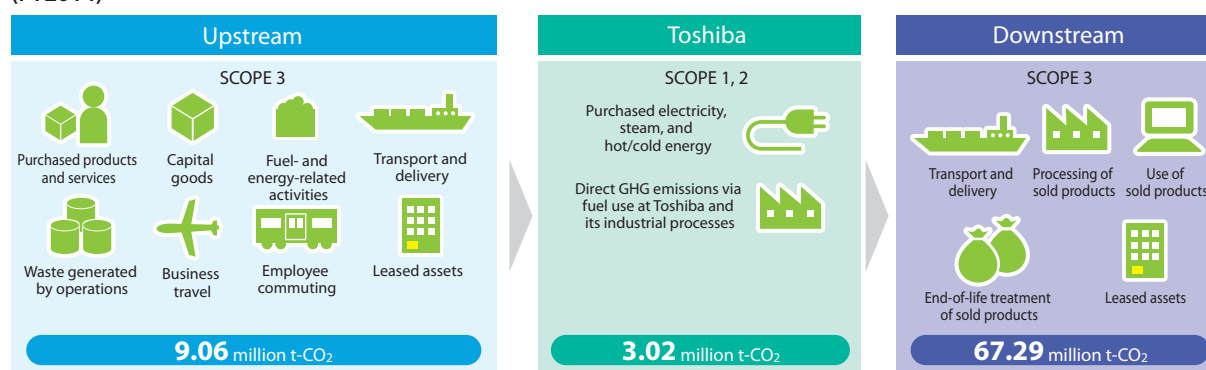 Upstream
SCOPE 3
Purchased products
and services
Capital
goods
Fuel- and
energy-related
activities
Transport and
delivery
Waste generated
by operations
Business
travel
Employee
commuting
Leased assets
9.06 million t-CO₂
Toshiba
SCOPE 1, 2
Purchased electricity,
steam, and
hot/cold energy
Direct GHG emissions via
fuel use at Toshiba and
its industrial processes
3.02 million t-CO₂
Downstream
SCOPE 3
Transport and
delivery
Processing of
sold products
Use of
sold products
End-of-life treatment
of sold products
Leased assets
67.29 million t-CO₂